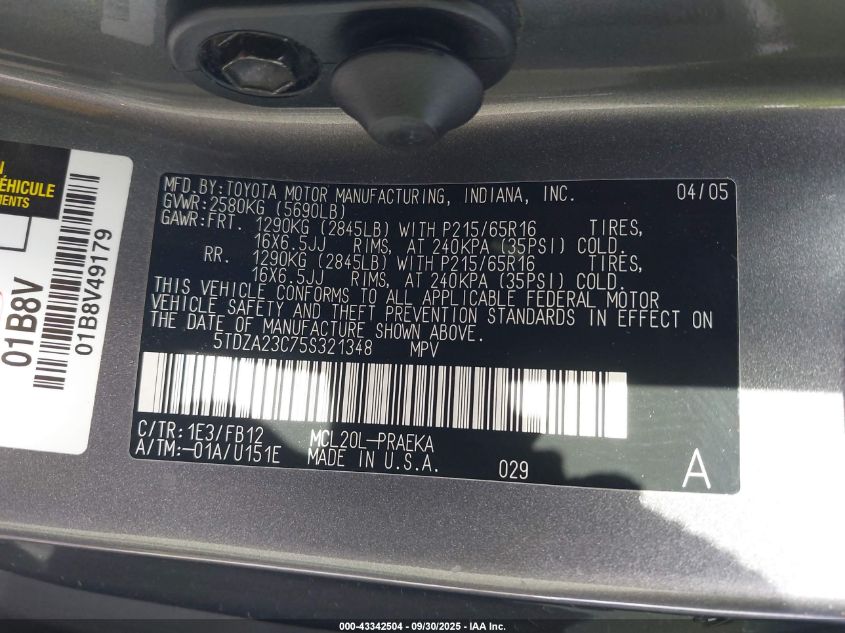 N
ÉHICULE
MENTS
01B8V
01B8V49179
MFD.BY:TOYOTA MOTOR MANUFACTURING, INDIANA, INC. 04/05
GVWR:2580KG (5690LB)
GAWR:FRT. 1290KG (2845LB) WITH P215/65R16 TIRES,
16X6.5JJ RIMS, AT 240KPA (35PSI) COLD.
RR. 1290KG (2845LB) WITH P215/65R16 TIRES,
16X6.5JJ RIMS, AT 240KPA (35PSI) COLD.
THIS VEHICLE CONFORMS TO ALL APPLICABLE FEDERAL MOTOR
VEHICLE SAFETY AND THEFT PREVENTION STANDARDS IN EFFECT ON
THE DATE OF MANUFACTURE SHOWN ABOVE.
5TDZA23C75S321348 MPV
C/TR:1E3/FB12 MCL20L-PRAEKA
A/TM:-01A/U151E MADE IN U.S.A. 029 A
000-43342504 - 09/30/2025 - IAA Inc.